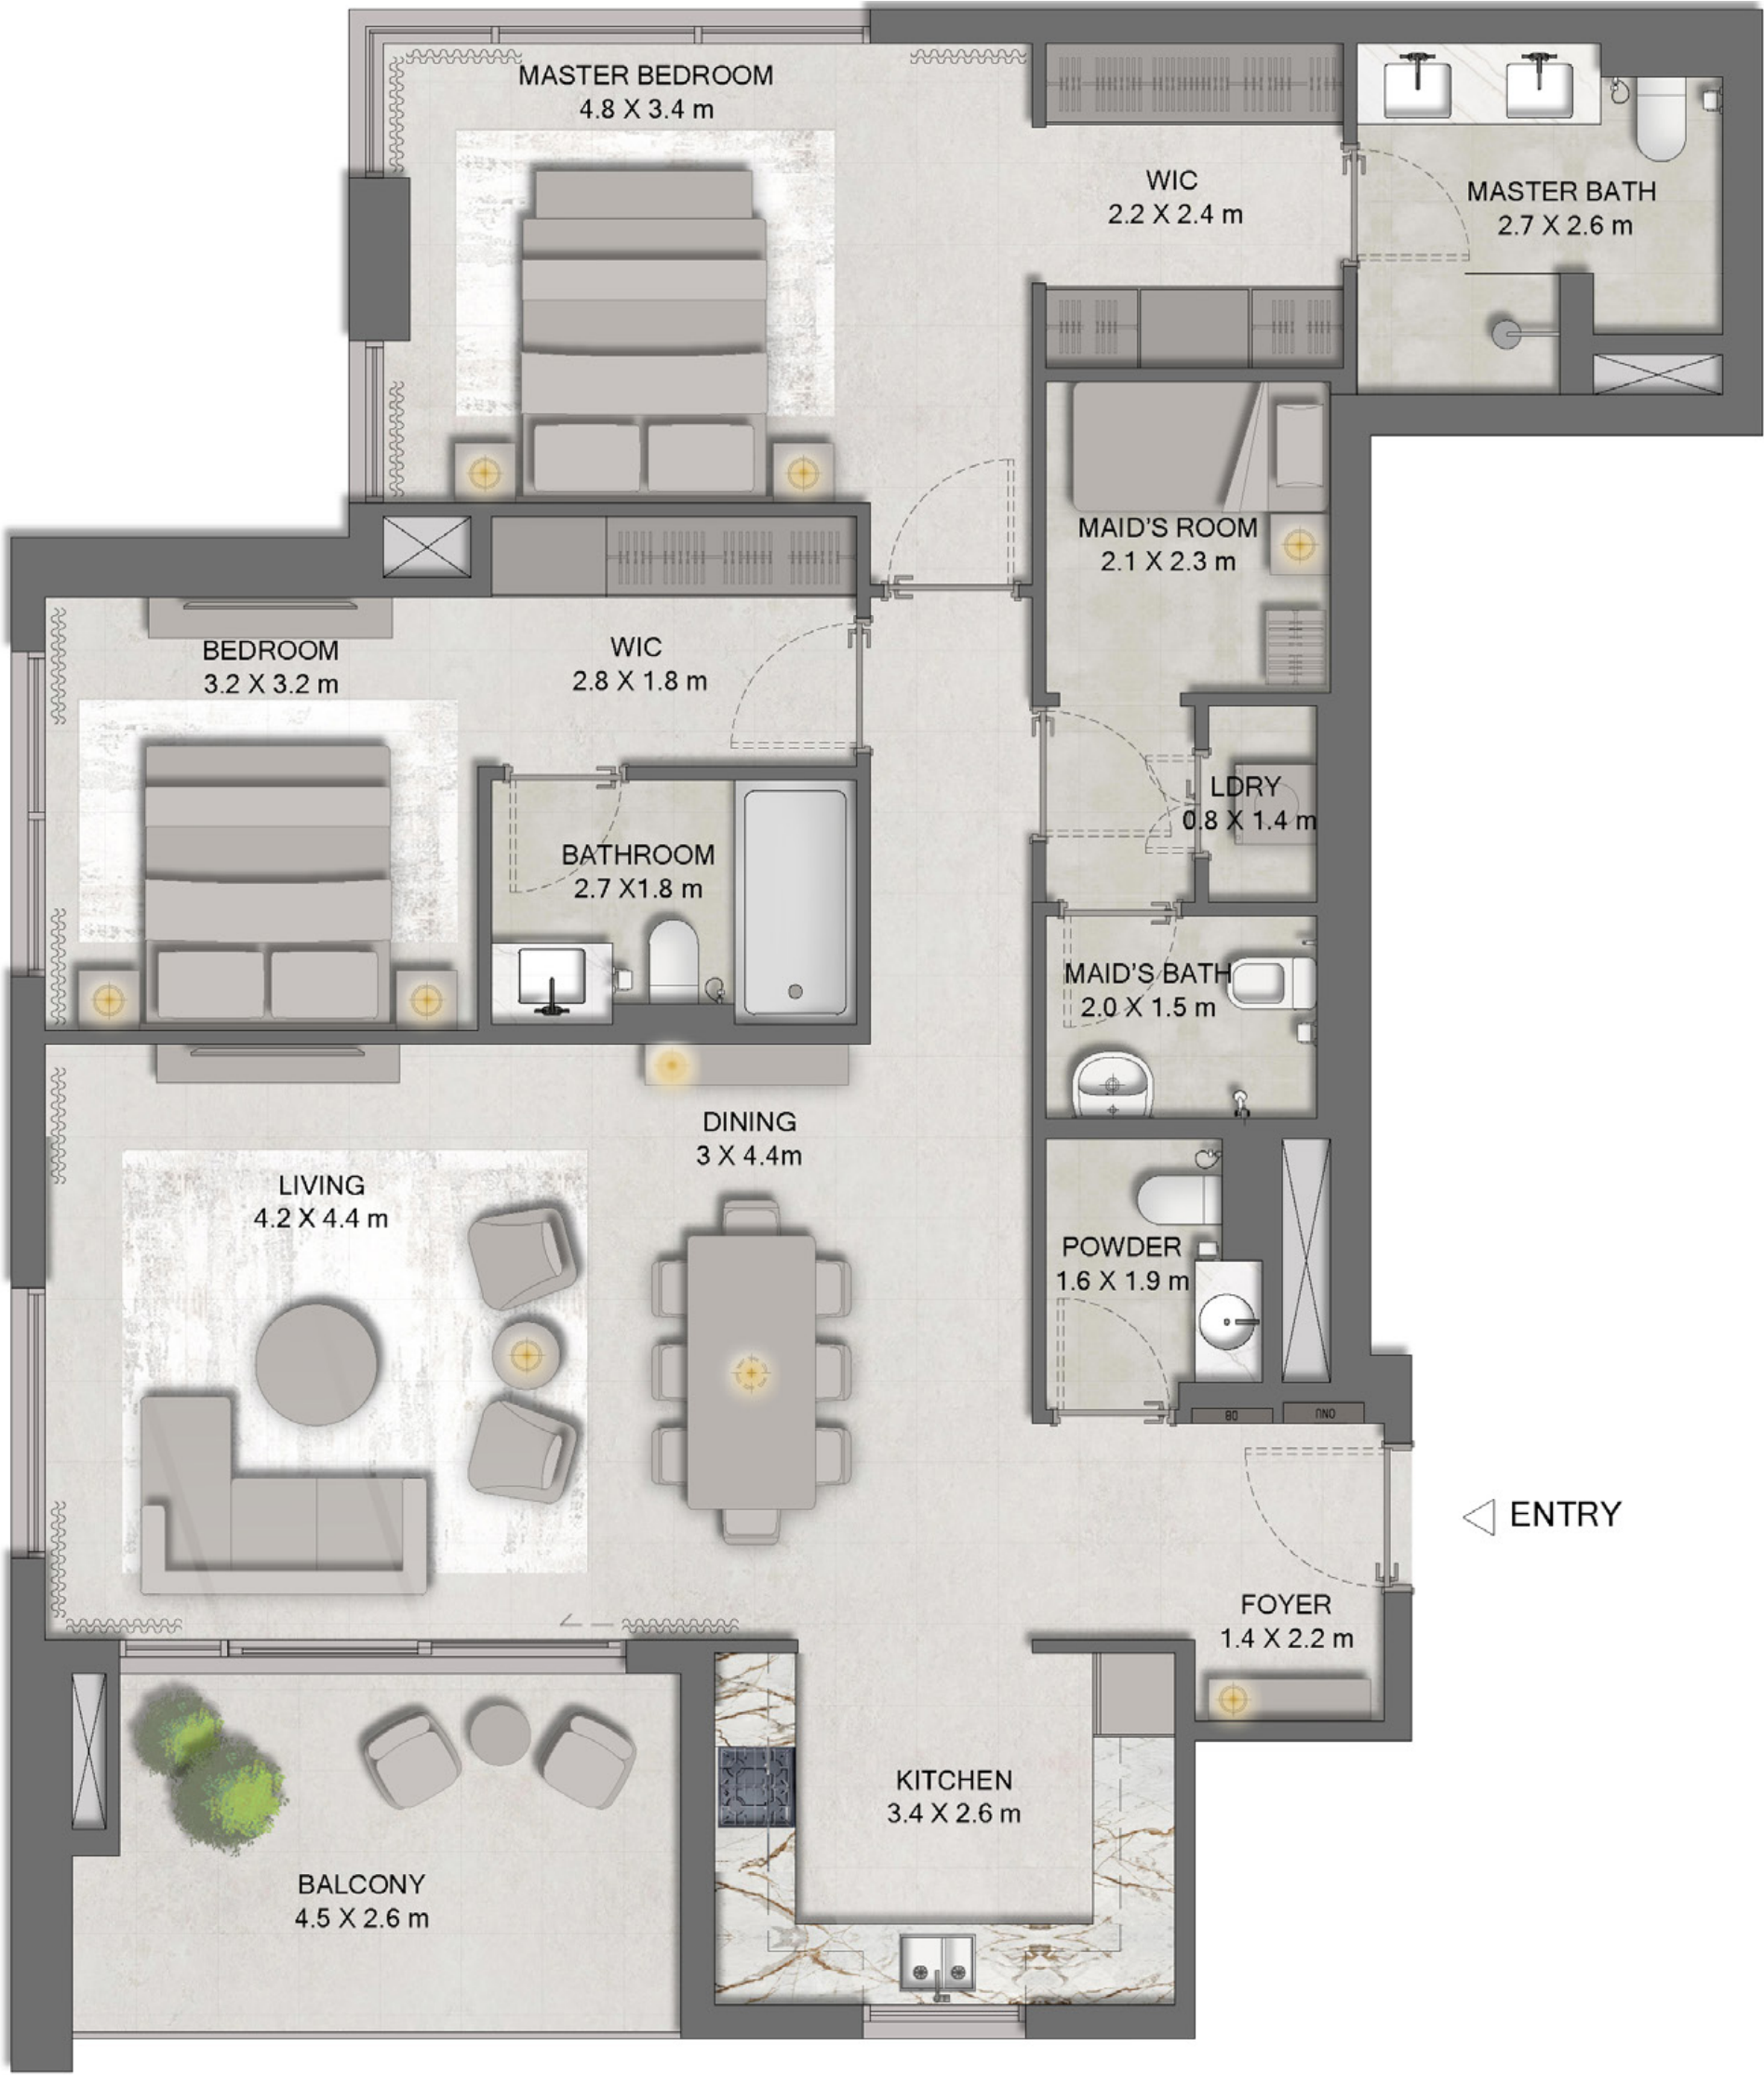 MASTER BEDROOM
4.8 X 3.4 m
WIC
2.2 X 2.4 m
MASTER BATH
2.7 X 2.6 m
MAID'S ROOM
2.1 X 2.3 m
BEDROOM
3.2 X 3.2 m
WIC
2.8 X 1.8 m
LDRY
0.8 X 1.4 m
BATHROOM
2.7 X1.8 m
MAID'S BATH
2.0 X 1.5 m
DINING
3 X 4.4m
LIVING
4.2 X 4.4 m
POWDER
1.6 X 1.9 m
DB
ONU
ENTRY
FOYER
1.4 X 2.2 m
KITCHEN
3.4 X 2.6 m
BALCONY
4.5 X 2.6 m